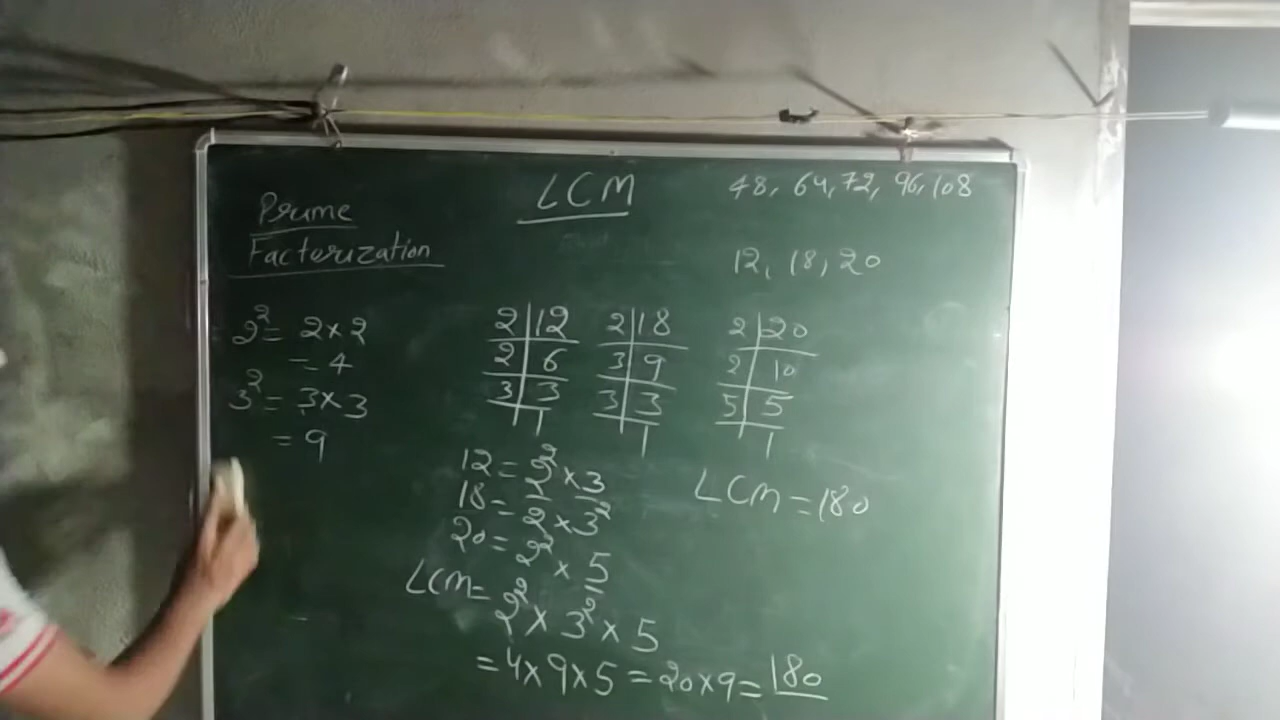 LCM
48, 64, 72, 96, 108
Prime
Factorization
12, 18, 20
2² = 2 × 2
= 4
3² = 3 × 3
= 9
2 | 12
2 | 6
3 | 3
1
2 | 18
3 | 9
3 | 3
1
2 | 20
2 | 10
5 | 5
1
12 = 2² × 3
18 = 2 × 3²
20 = 2² × 5
LCM = 2² × 3² × 5
= 4 × 9 × 5 = 20 × 9 = 180
LCM = 180